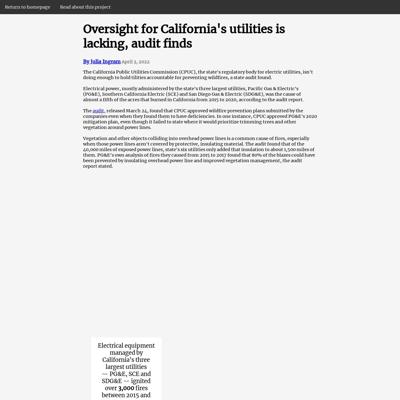 Return to homepage Read about this project
Oversight for California's utilities is
lacking, audit finds
By Julia Ingram April 3, 2022
The California Public Utilities Commission (CPUC), the state's regulatory body for electric utilities, isn't
doing enough to hold tilities accountable for preventing wildfires, a state audit found.
Electrical power, mostly administered by the state's three largest utilities, Pacific Gas & Electric's
(PG&E), Southern California Electric (SCE) and San Diego Gas & Electric (SDG&E), was the cause of
almost a fifth of the acres that burned in California from 2015 to 2020, according to the audit report.
The audit, released March 24, found that CPUC approved wildfire prevention plans submitted by the
companies even when they found them to have deficiencies. In one instance, CPUC approved PG&E's 2020
mitigation plan, even though it failed to state where it would prioritize trimming trees and other
vegetation around power lines.
Vegetation and other objects colliding into overhead power lines is a common cause of fires, especially
when those power lines aren't covered by protective, insulating material. The audit found that of the
40,000 miles of exposed power lines, state's six utilities only added that insulation to about 1,500 miles of
them. PG&E's own analysis of fires they caused from 2015 to 2017 found that 80% of the blazes could have
been prevented by insulating overhead power line and improved vegetation management, the audit
report stated.
Electrical equipment
managed by
California's three
largest utilities
— PG&E, SCE and
SDG&E — ignited
over 3,000 fires
between 2015 and